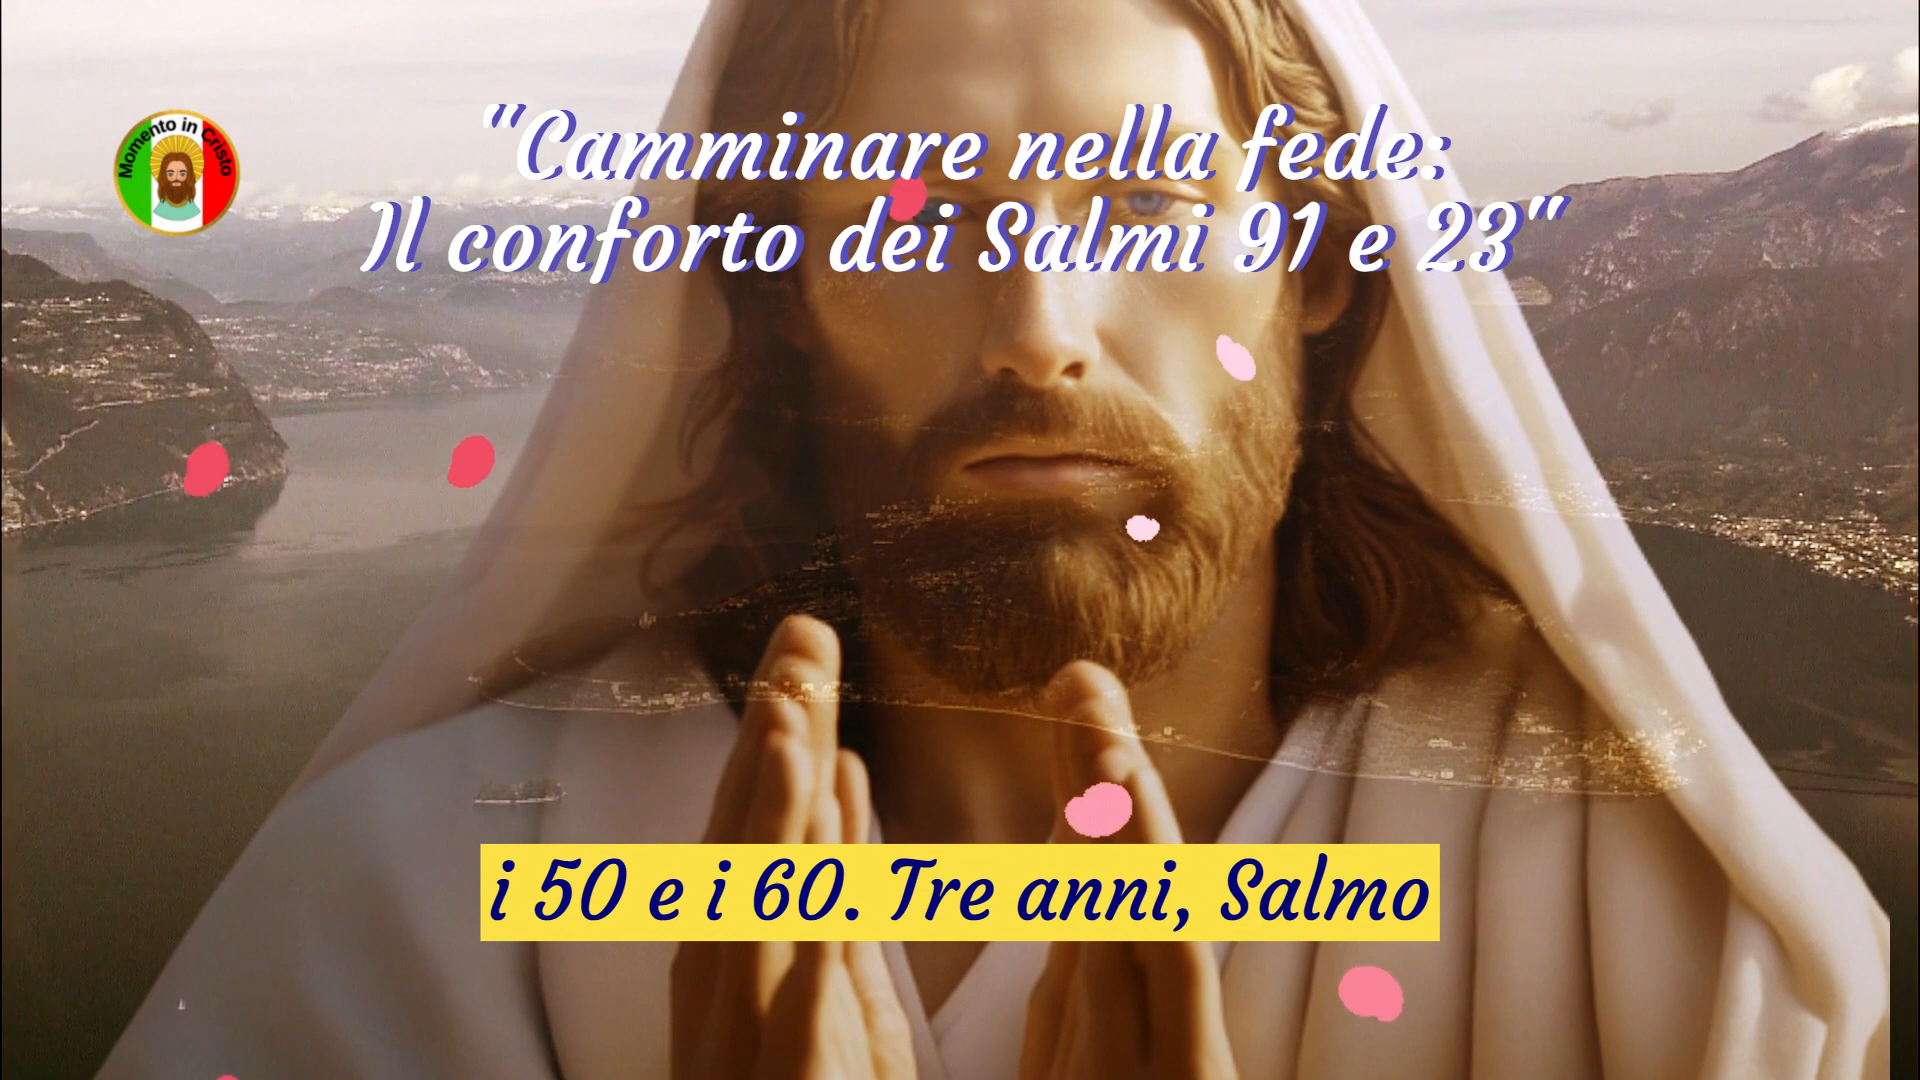 Momento in Cristo
"Camminare nella fede:
Il conforto dei Salmi 91 e 23"
i 50 e i 60. Tre anni, Salmo